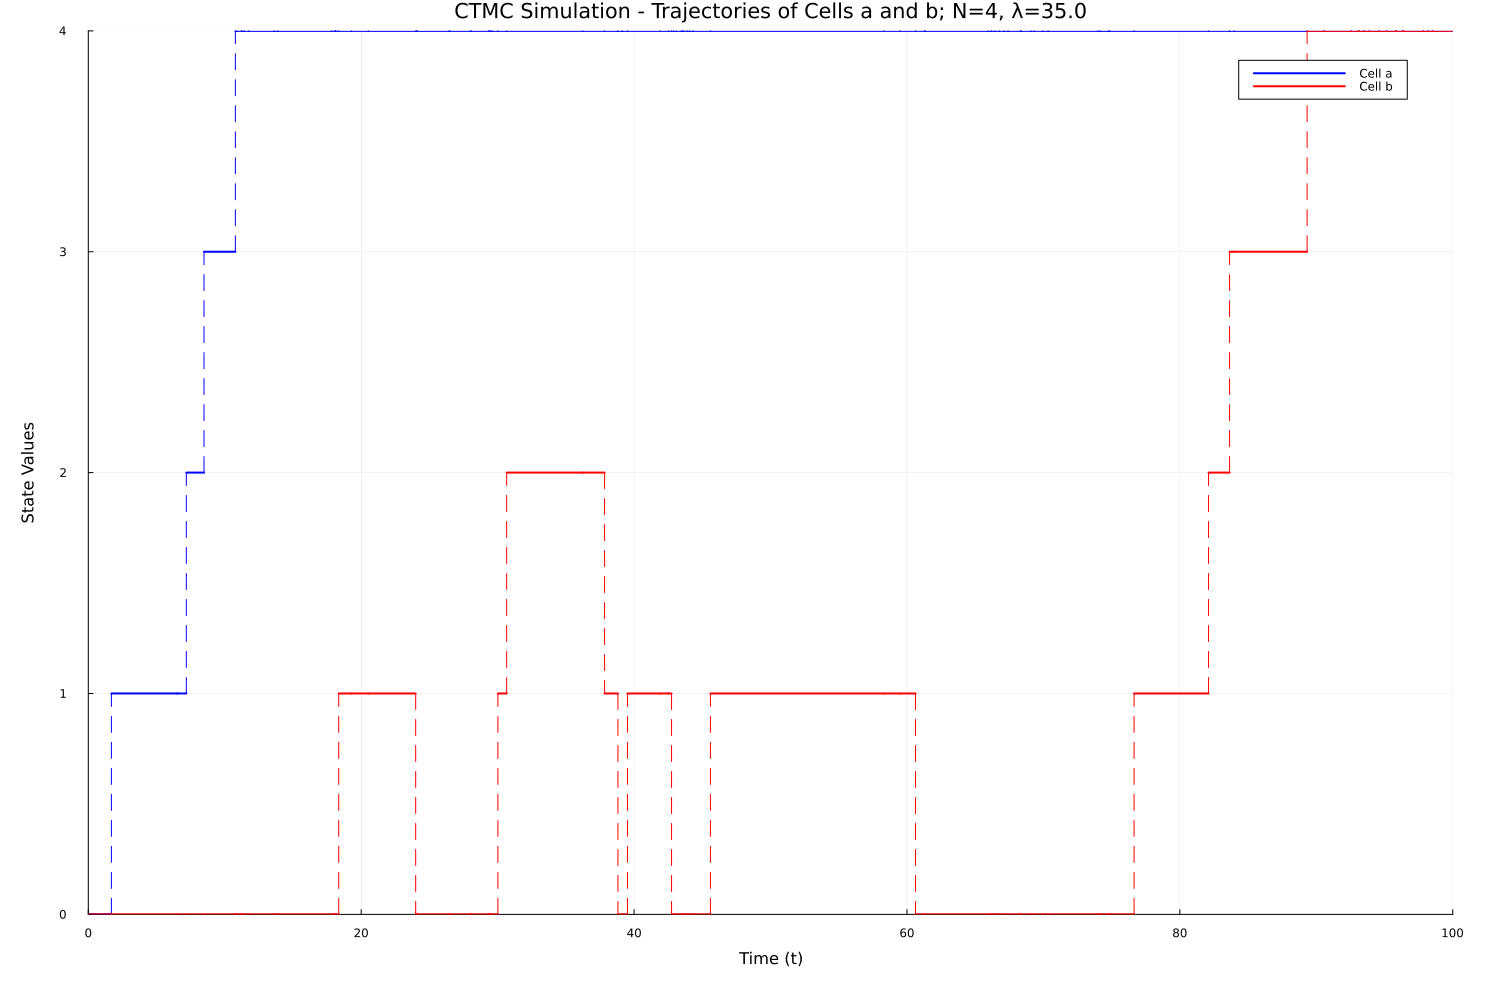 CTMC Simulation - Trajectories of Cells a and b; N=4, λ=35.0
4
Cell a
Cell b
3
State Values
2
1
0
0 20 40 60 80 100
Time (t)